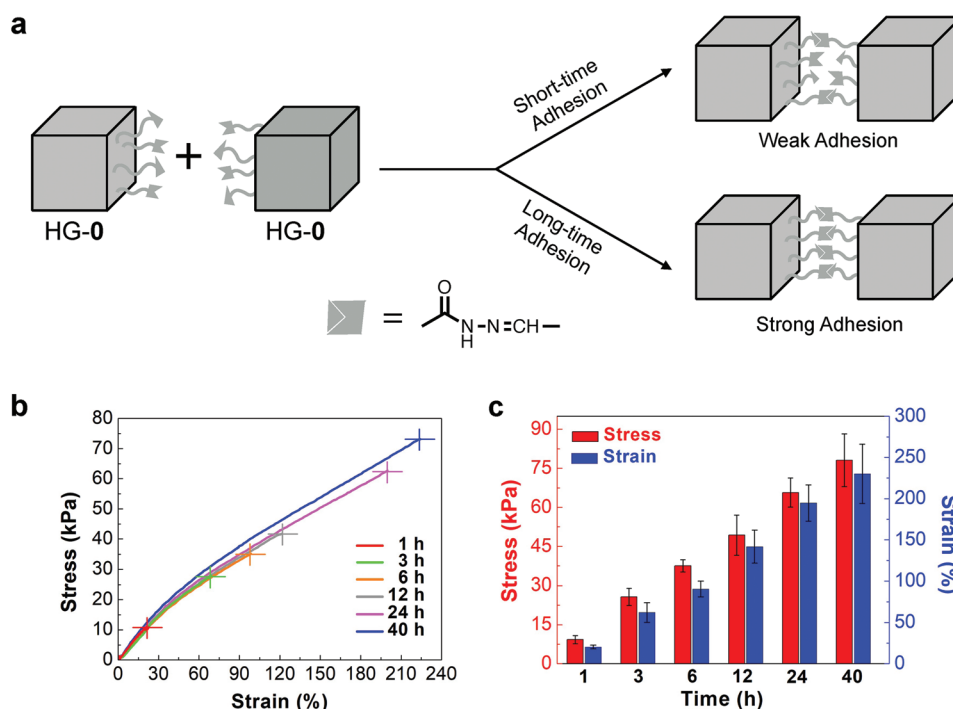 a
HG-0
+
HG-0
Short-time
Adhesion
Long-time
Adhesion
Weak Adhesion
Strong Adhesion
=
O
N
H
N=CH
b
Stress (kPa)
80
70
60
50
40
30
20
10
0
1 h
3 h
6 h
12 h
24 h
40 h
0 30 60 90 120 150 180 210 240
Strain (%)
c
Stress (kPa)
90
75
60
45
30
15
0
Stress
Strain
300
250
200
150
100
50
0
Strain (%)
1 3 6 12 24 40
Time (h)